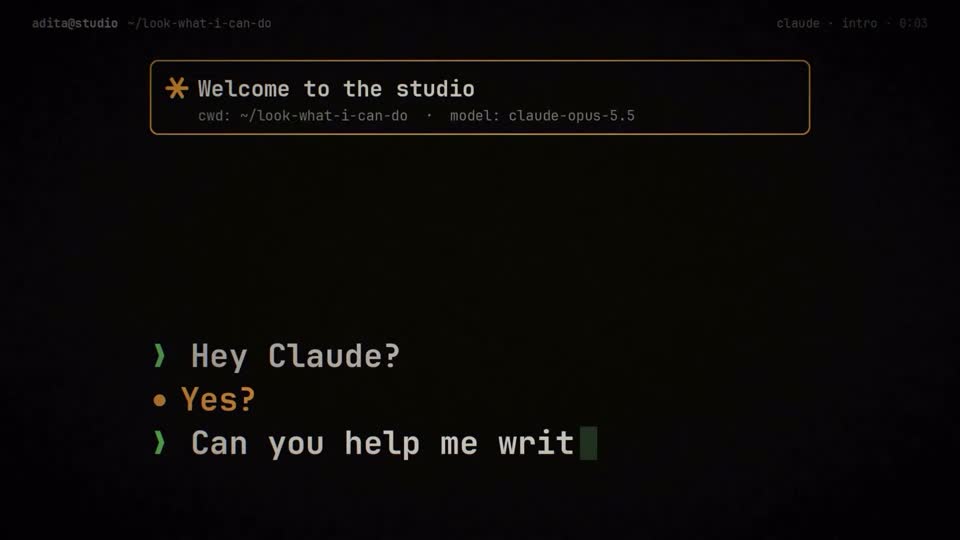 adita@studio ~/look-what-i-can-do
claude · intro · 0:03
Welcome to the studio
cwd: ~/look-what-i-can-do · model: claude-opus-5.5
❯ Hey Claude?
● Yes?
❯ Can you help me writ